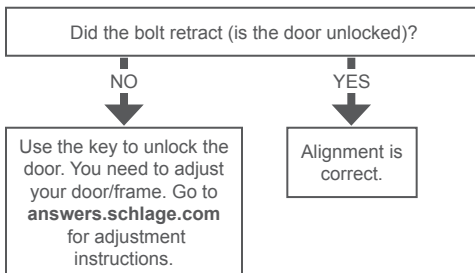 Did the bolt retract (is the door unlocked)?
NO
YES
Use the key to unlock the
door. You need to adjust
your door/frame. Go to
answers.schlage.com
for adjustment
instructions.
Alignment is
correct.